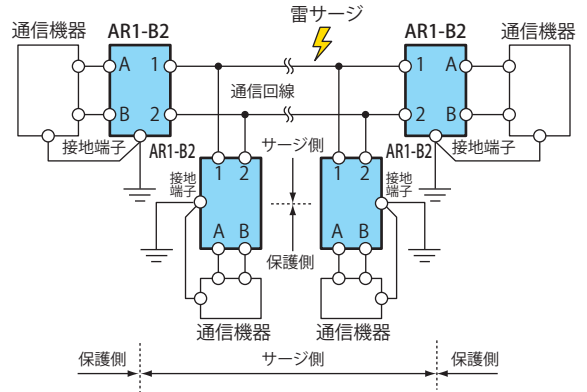 雷サージ
通信機器
AR1-B2
AR1-B2
通信機器
A 1
1 A
通信回線
B 2
2 B
接地端子
AR1-B2
サージ側
AR1-B2
接地端子
接地
端子
1 2
1 2
接地
端子
A B
A B
保護側
通信機器
通信機器
保護側
サージ側
保護側